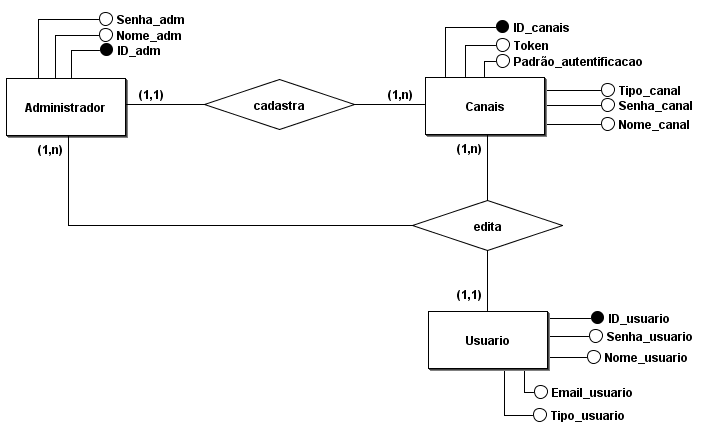 Senha_adm
Nome_adm
ID_adm
Administrador
(1,1)
cadastra
(1,n)
ID_canais
Token
Padrão_autentificacao
Canais
Tipo_canal
Senha_canal
Nome_canal
(1,n)
(1,n)
edita
(1,1)
Usuario
ID_usuario
Senha_usuario
Nome_usuario
Email_usuario
Tipo_usuario